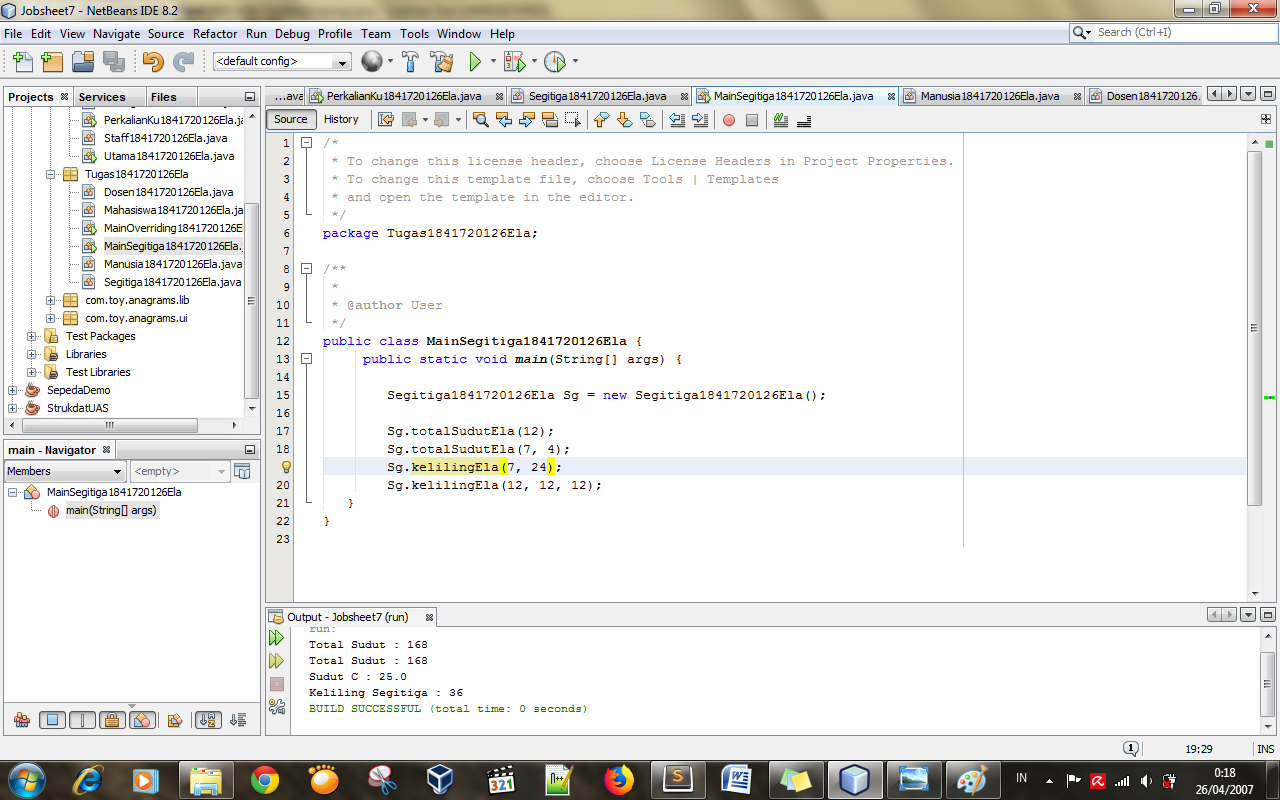 Jobsheet7 - NetBeans IDE 8.2
File Edit View Navigate Source Refactor Run Debug Profile Team Tools Window Help
Search (Ctrl+I)
<default config>
Projects Services Files
PerkalianKu1841720126Ela.ja
Staff1841720126Ela.java
Utama1841720126Ela.java
Tugas1841720126Ela
Dosen1841720126Ela.java
Mahasiswa1841720126Ela.ja
MainOverriding1841720126E
MainSegitiga1841720126Ela.
Manusia1841720126Ela.java
Segitiga1841720126Ela.java
com.toy.anagrams.lib
com.toy.anagrams.ui
Test Packages
Libraries
Test Libraries
SepedaDemo
StrukdatUAS
main - Navigator
Members <empty>
MainSegitiga1841720126Ela
main(String[] args)
...ava PerkalianKu1841720126Ela.java Segitiga1841720126Ela.java MainSegitiga1841720126Ela.java Manusia1841720126Ela.java Dosen1841720126.
Source History
1 /*
2 * To change this license header, choose License Headers in Project Properties.
3 * To change this template file, choose Tools | Templates
4 * and open the template in the editor.
5 */
6 package Tugas1841720126Ela;
7
8 /**
9 *
10 * @author User
11 */
12 public class MainSegitiga1841720126Ela {
13 public static void main(String[] args) {
14
15 Segitiga1841720126Ela Sg = new Segitiga1841720126Ela();
16
17 Sg.totalSudutEla(12);
18 Sg.totalSudutEla(7, 4);
Sg.kelilingEla(7, 24);
20 Sg.kelilingEla(12, 12, 12);
21 }
22 }
23
Output - Jobsheet7 (run)
run:
Total Sudut : 168
Total Sudut : 168
Sudut C : 25.0
Keliling Segitiga : 36
BUILD SUCCESSFUL (total time: 0 seconds)
1 19:29 INS
321
N++
S
W
IN
0:18
26/04/2007